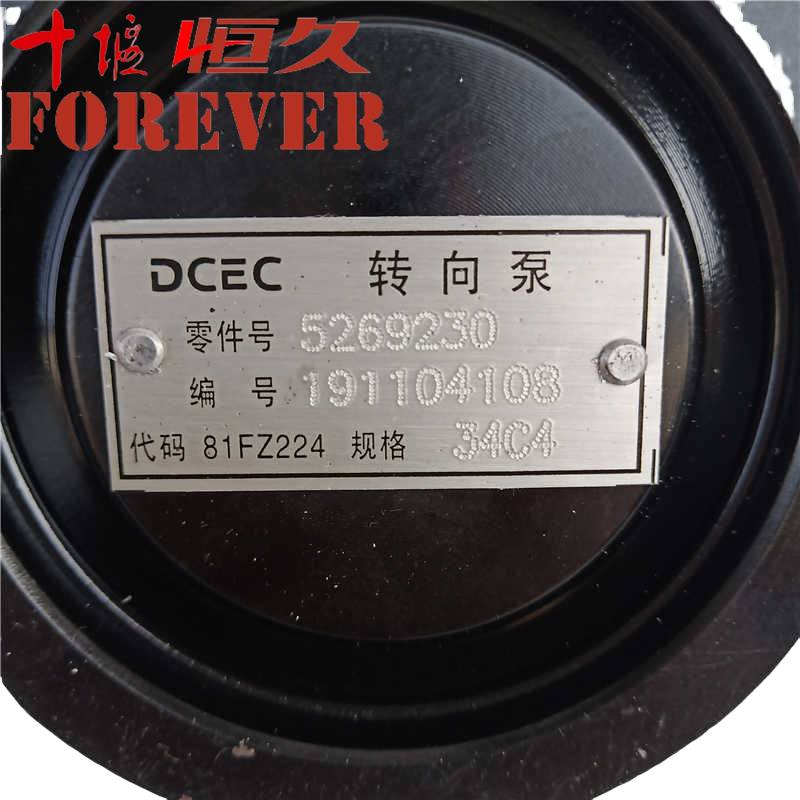 十堰 恒久
FOREVER
DCEC 转向泵
零件号 5269230
编号 191104108
代码 81FZ224 规格 34C4